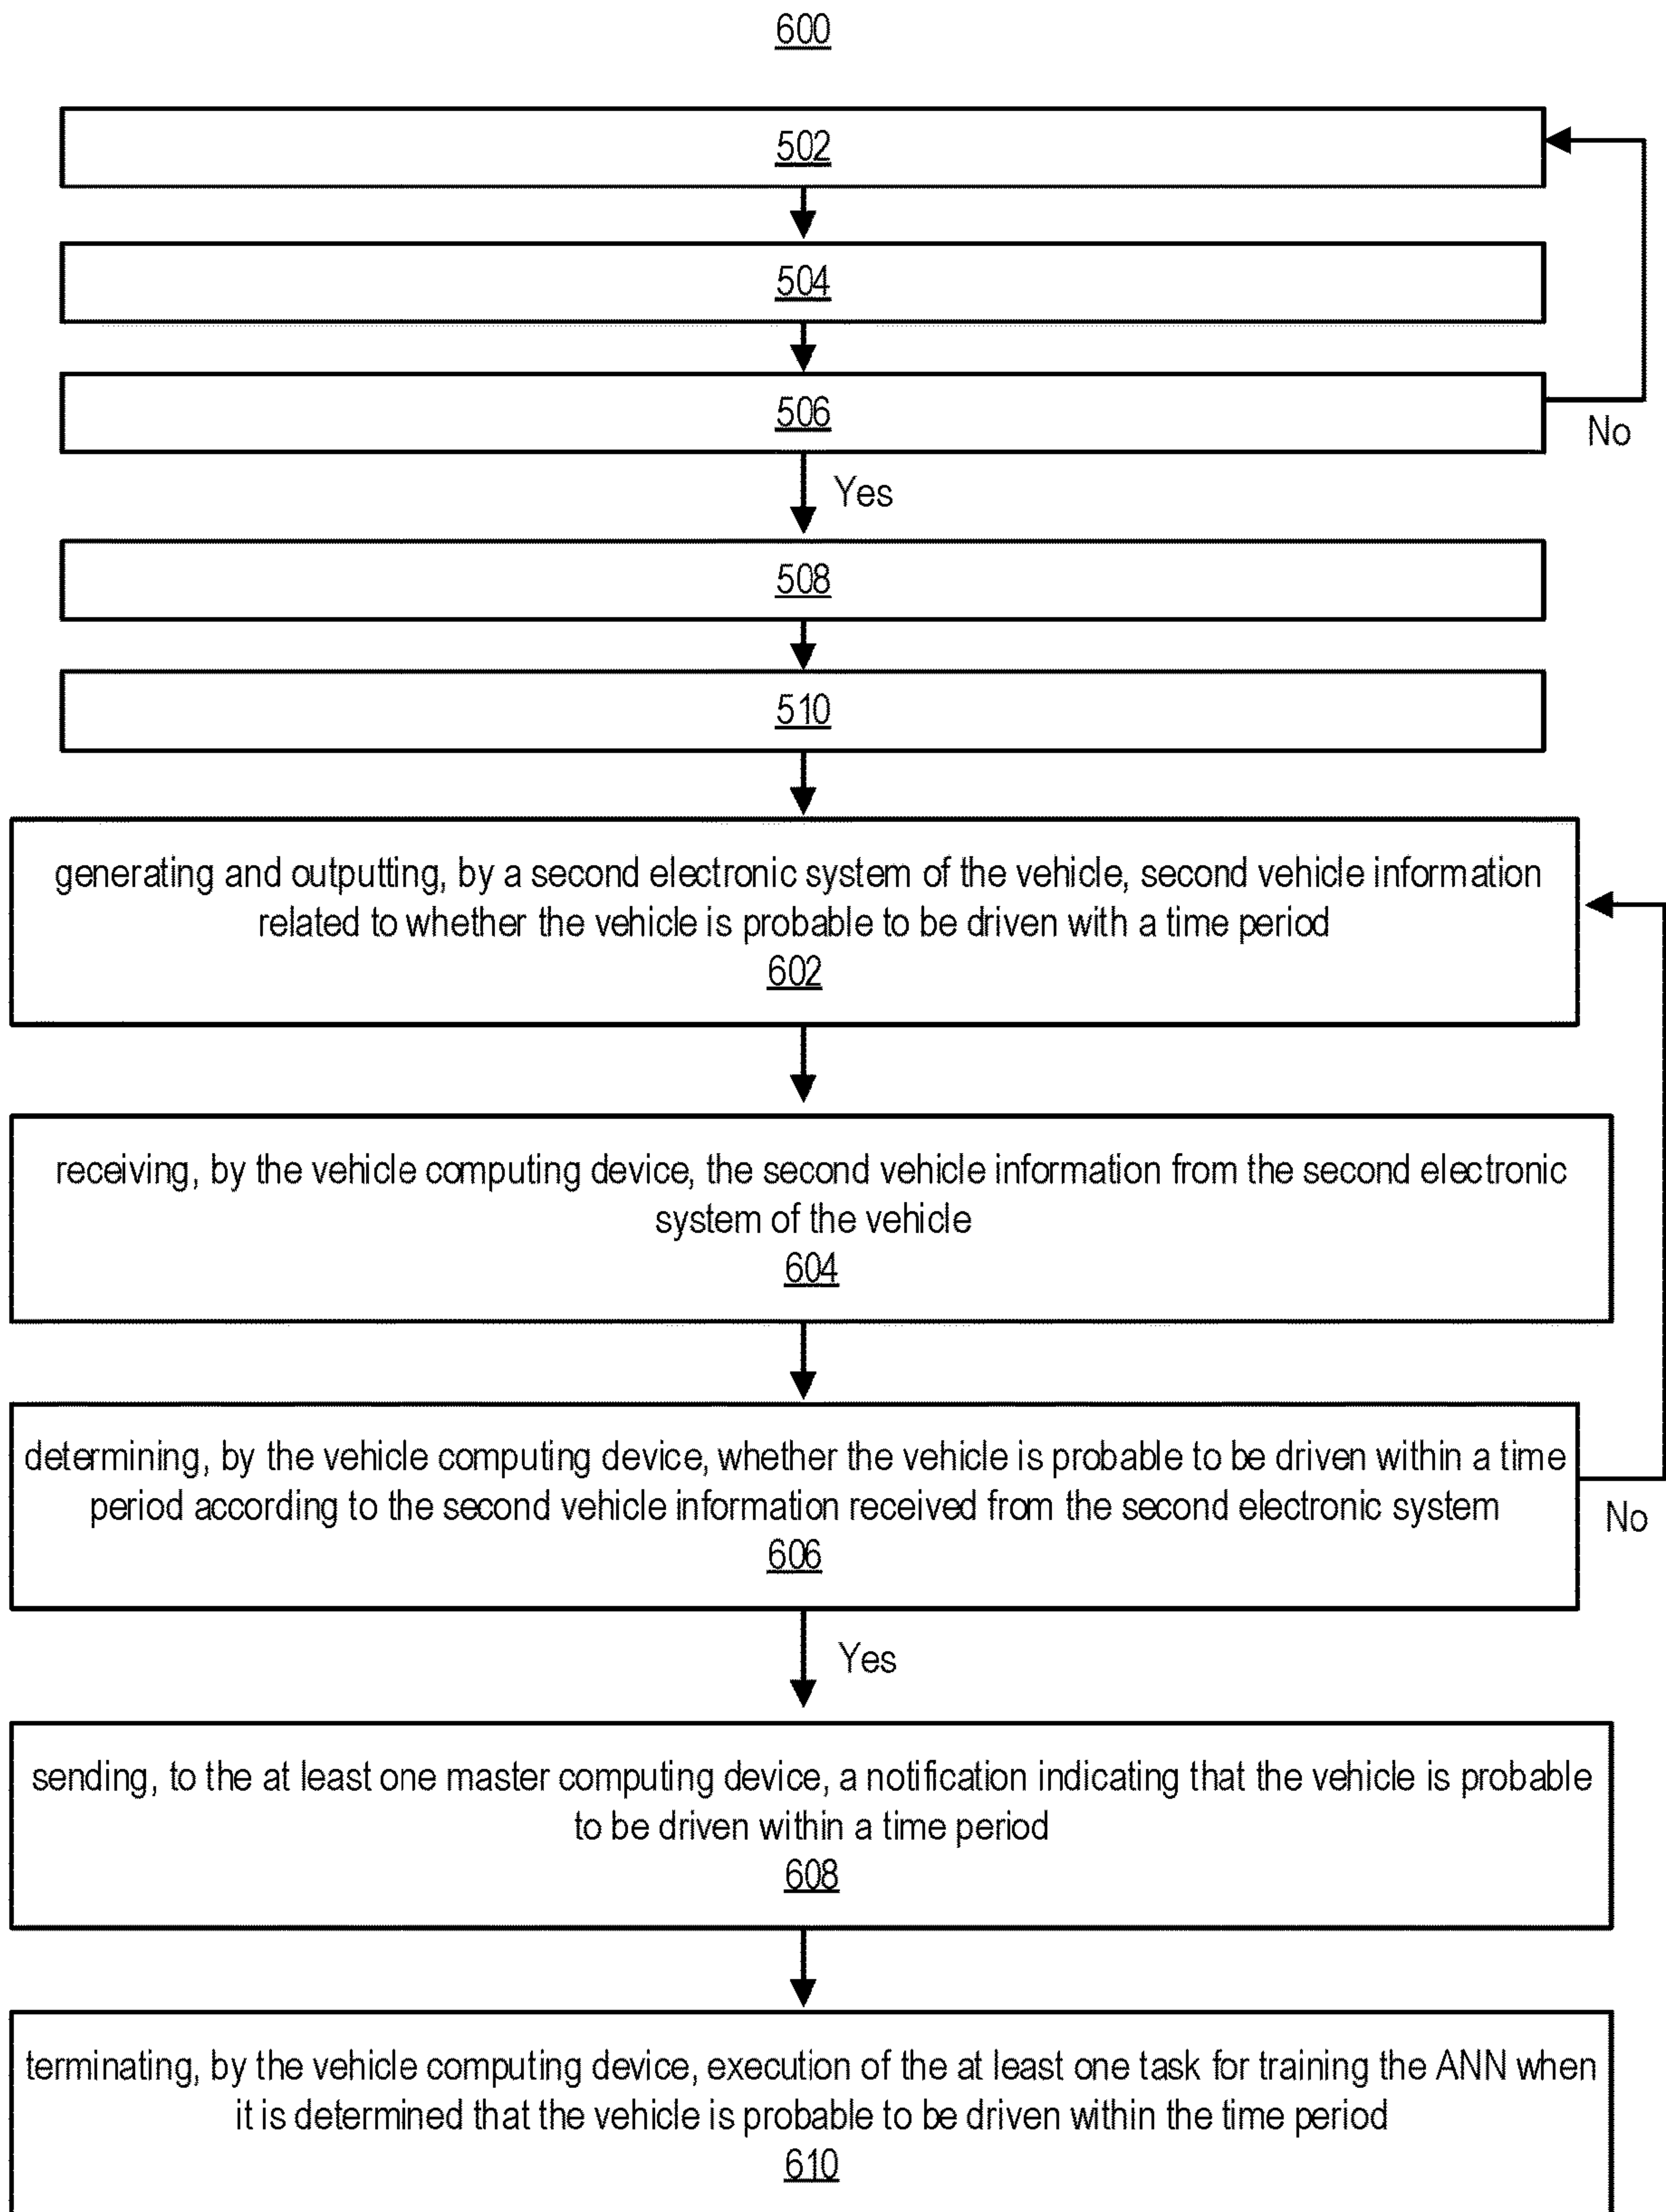 600
502
504
506
No
Yes
508
510
generating and outputting, by a second electronic system of the vehicle, second vehicle information
related to whether the vehicle is probable to be driven with a time period
602
receiving, by the vehicle computing device, the second vehicle information from the second electronic
system of the vehicle
604
determining, by the vehicle computing device, whether the vehicle is probable to be driven within a time
period according to the second vehicle information received from the second electronic system
606
No
Yes
sending, to the at least one master computing device, a notification indicating that the vehicle is probable
to be driven within a time period
608
terminating, by the vehicle computing device, execution of the at least one task for training the ANN when
it is determined that the vehicle is probable to be driven within the time period
610